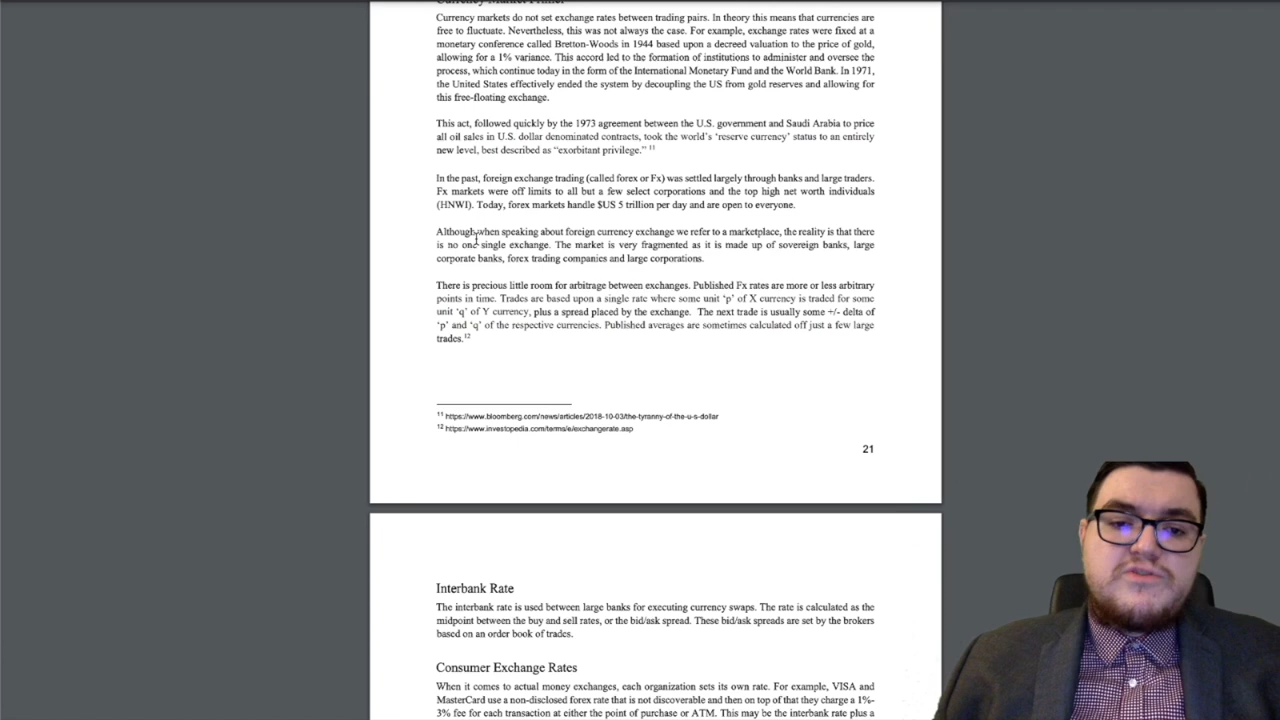 Currency Market Primer
Currency markets do not set exchange rates between trading pairs. In theory this means that currencies are
free to fluctuate. Nevertheless, this was not always the case. For example, exchange rates were fixed at a
monetary conference called Bretton-Woods in 1944 based upon a decreed valuation to the price of gold,
allowing for a 1% variance. This accord led to the formation of institutions to administer and oversee the
process, which continue today in the form of the International Monetary Fund and the World Bank. In 1971,
the United States effectively ended the system by decoupling the US from gold reserves and allowing for
this free-floating exchange.
This act, followed quickly by the 1973 agreement between the U.S. government and Saudi Arabia to price
all oil sales in U.S. dollar denominated contracts, took the world's 'reserve currency' status to an entirely
new level, best described as “exorbitant privilege.” 11
In the past, foreign exchange trading (called forex or Fx) was settled largely through banks and large traders.
Fx markets were off limits to all but a few select corporations and the top high net worth individuals
(HNWI). Today, forex markets handle $US 5 trillion per day and are open to everyone.
Although when speaking about foreign currency exchange we refer to a marketplace, the reality is that there
is no one single exchange. The market is very fragmented as it is made up of sovereign banks, large
corporate banks, forex trading companies and large corporations.
There is precious little room for arbitrage between exchanges. Published Fx rates are more or less arbitrary
points in time. Trades are based upon a single rate where some unit 'p' of X currency is traded for some
unit 'q' of Y currency, plus a spread placed by the exchange. The next trade is usually some +/- delta of
'p' and 'q' of the respective currencies. Published averages are sometimes calculated off just a few large
trades.12
11 https://www.bloomberg.com/news/articles/2018-10-03/the-tyranny-of-the-u-s-dollar
12 https://www.investopedia.com/terms/e/exchangerate.asp
21
Interbank Rate
The interbank rate is used between large banks for executing currency swaps. The rate is calculated as the
midpoint between the buy and sell rates, or the bid/ask spread. These bid/ask spreads are set by the brokers
based on an order book of trades.
Consumer Exchange Rates
When it comes to actual money exchanges, each organization sets its own rate. For example, VISA and
MasterCard use a non-disclosed forex rate that is not discoverable and then on top of that they charge a 1%-
3% fee for each transaction at either the point of purchase or ATM. This may be the interbank rate plus a